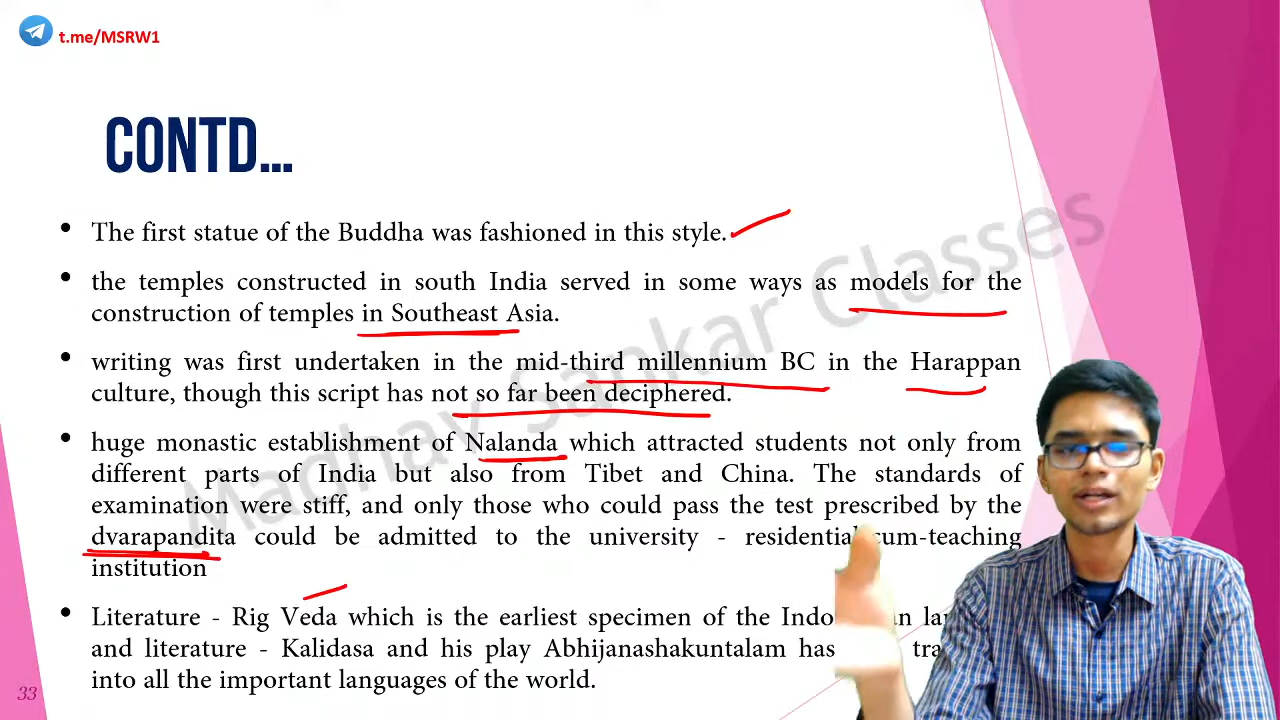 t.me/MSRW1
CONTD...
• The first statue of the Buddha was fashioned in this style.
• the temples constructed in south India served in some ways as models for the
construction of temples in Southeast Asia.
• writing was first undertaken in the mid-third millennium BC in the Harappan
culture, though this script has not so far been deciphered.
• huge monastic establishment of Nalanda which attracted students not only from
different parts of India but also from Tibet and China. The standards of
examination were stiff, and only those who could pass the test prescribed by the
dvarapandita could be admitted to the university - residential cum-teaching
institution
• Literature - Rig Veda which is the earliest specimen of the Indo
and literature - Kalidasa and his play Abhijanashakuntalam has
into all the important languages of the world.
33
Madhav Sankar Classes